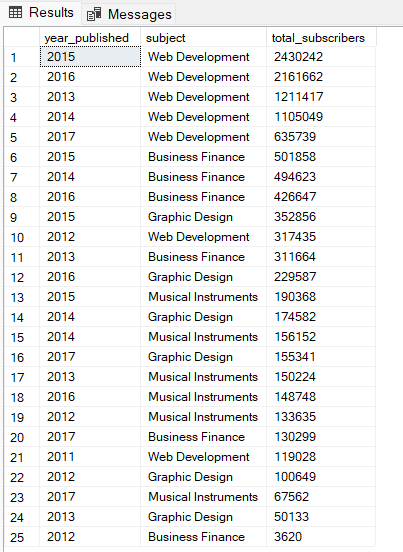 Results Messages
year_published subject total_subscribers
1 2015 Web Development 2430242
2 2016 Web Development 2161662
3 2013 Web Development 1211417
4 2014 Web Development 1105049
5 2017 Web Development 635739
6 2015 Business Finance 501858
7 2014 Business Finance 494623
8 2016 Business Finance 426647
9 2015 Graphic Design 352856
10 2012 Web Development 317435
11 2013 Business Finance 311664
12 2016 Graphic Design 229587
13 2015 Musical Instruments 190368
14 2014 Graphic Design 174582
15 2014 Musical Instruments 156152
16 2017 Graphic Design 155341
17 2013 Musical Instruments 150224
18 2016 Musical Instruments 148748
19 2012 Musical Instruments 133635
20 2017 Business Finance 130299
21 2011 Web Development 119028
22 2012 Graphic Design 100649
23 2017 Musical Instruments 67562
24 2013 Graphic Design 50133
25 2012 Business Finance 3620